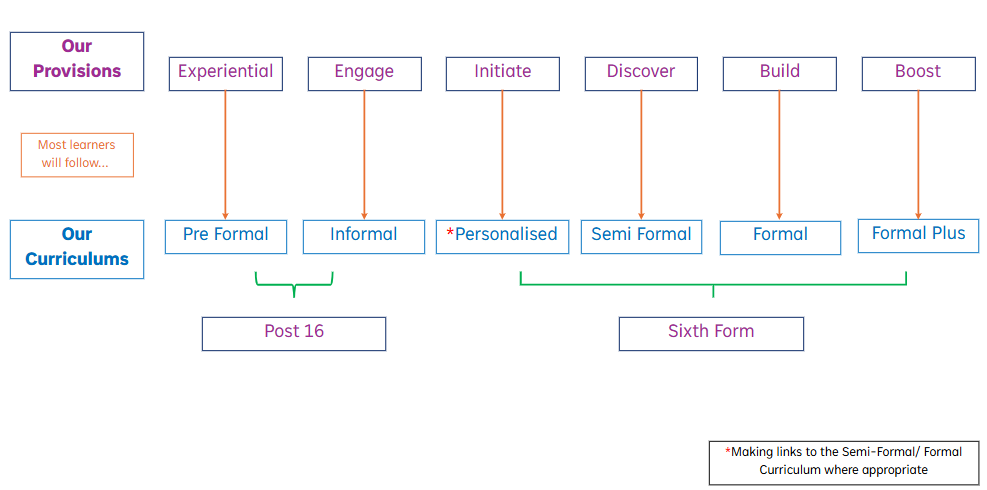 Our
Provisions
Experiential
Engage
Initiate
Discover
Build
Boost
Most learners
will follow...
Our
Curriculums
Pre Formal
Informal
*Personalised
Semi Formal
Formal
Formal Plus
Post 16
Sixth Form
*Making links to the Semi-Formal/ Formal
Curriculum where appropriate